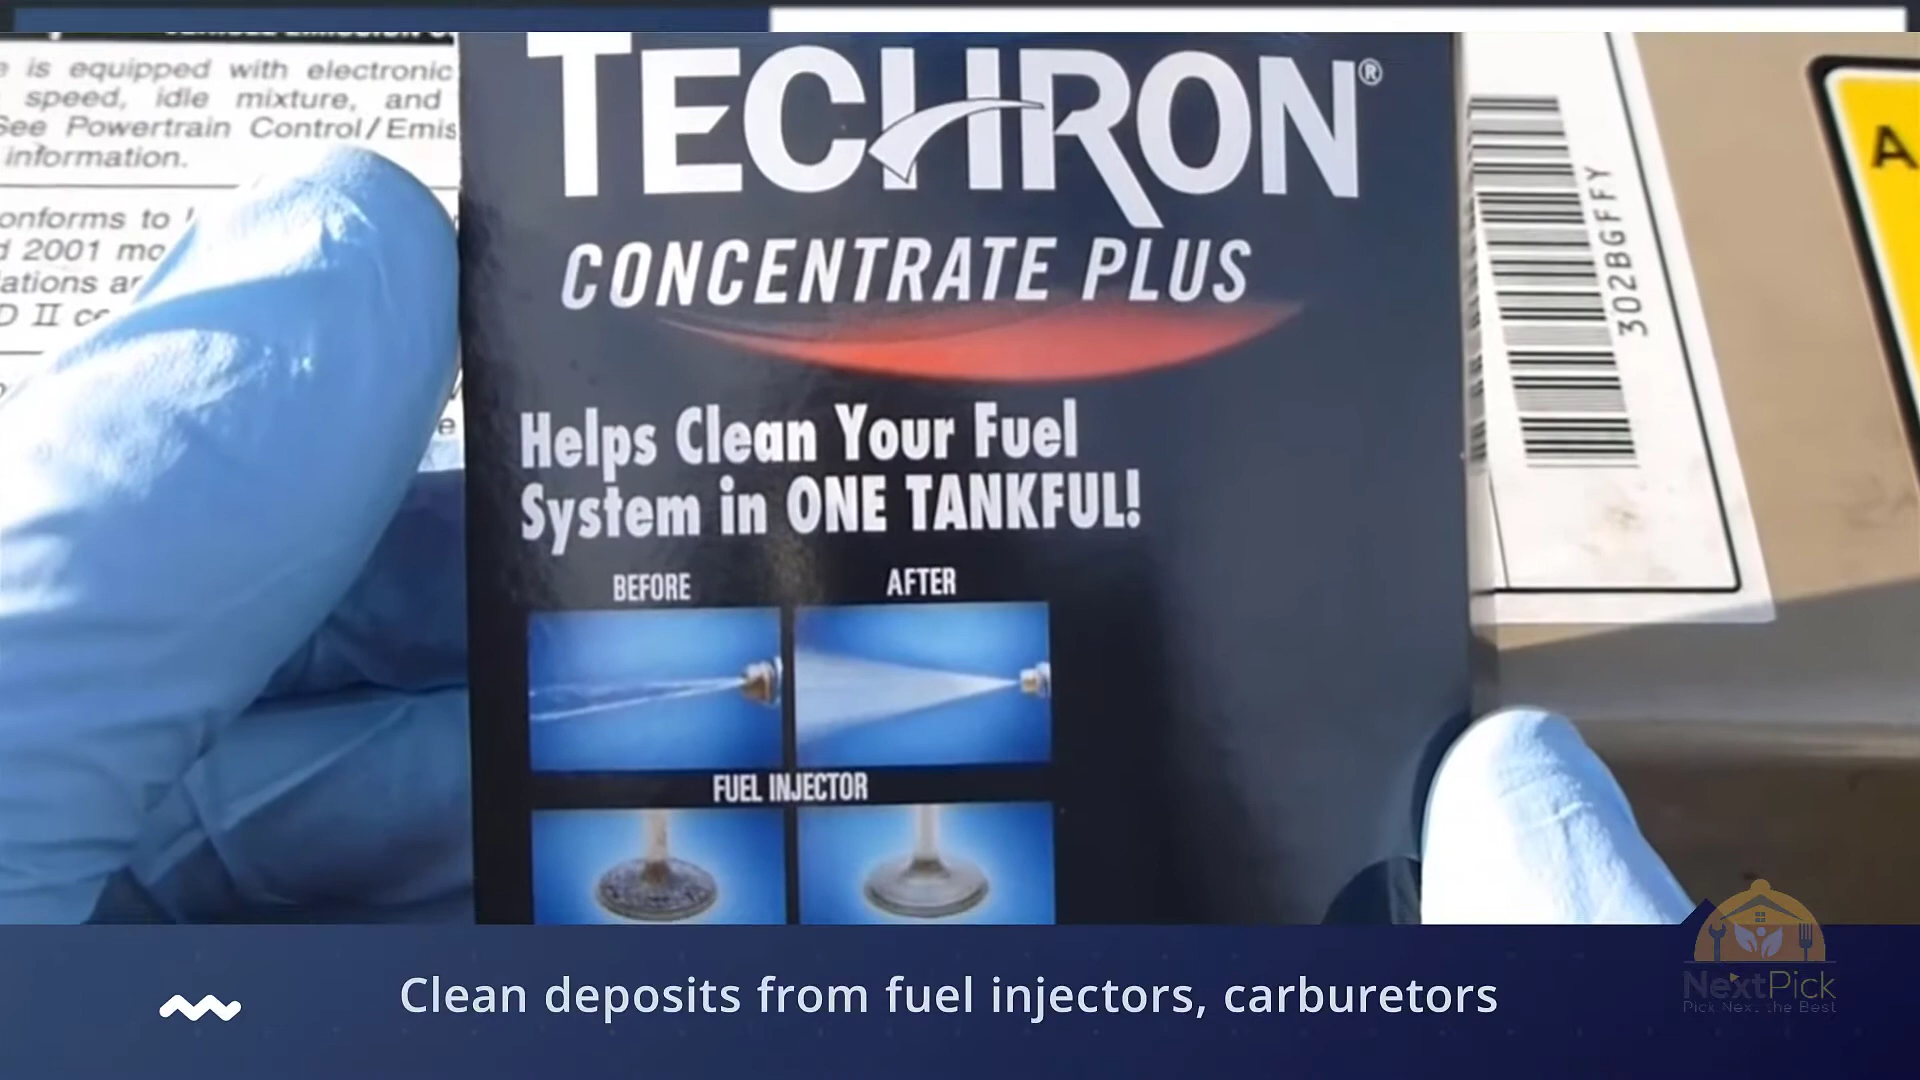 e is equipped with electronic
speed, idle mixture, and
See Powertrain Control/Emis
information.
onforms to
2001 mo
ations ar
D II
TECHRON®
CONCENTRATE PLUS
Helps Clean Your Fuel
System in ONE TANKFUL!
BEFORE
AFTER
FUEL INJECTOR
302BGFFY
A
Clean deposits from fuel injectors, carburetors
NextPick
Pick Next the Best